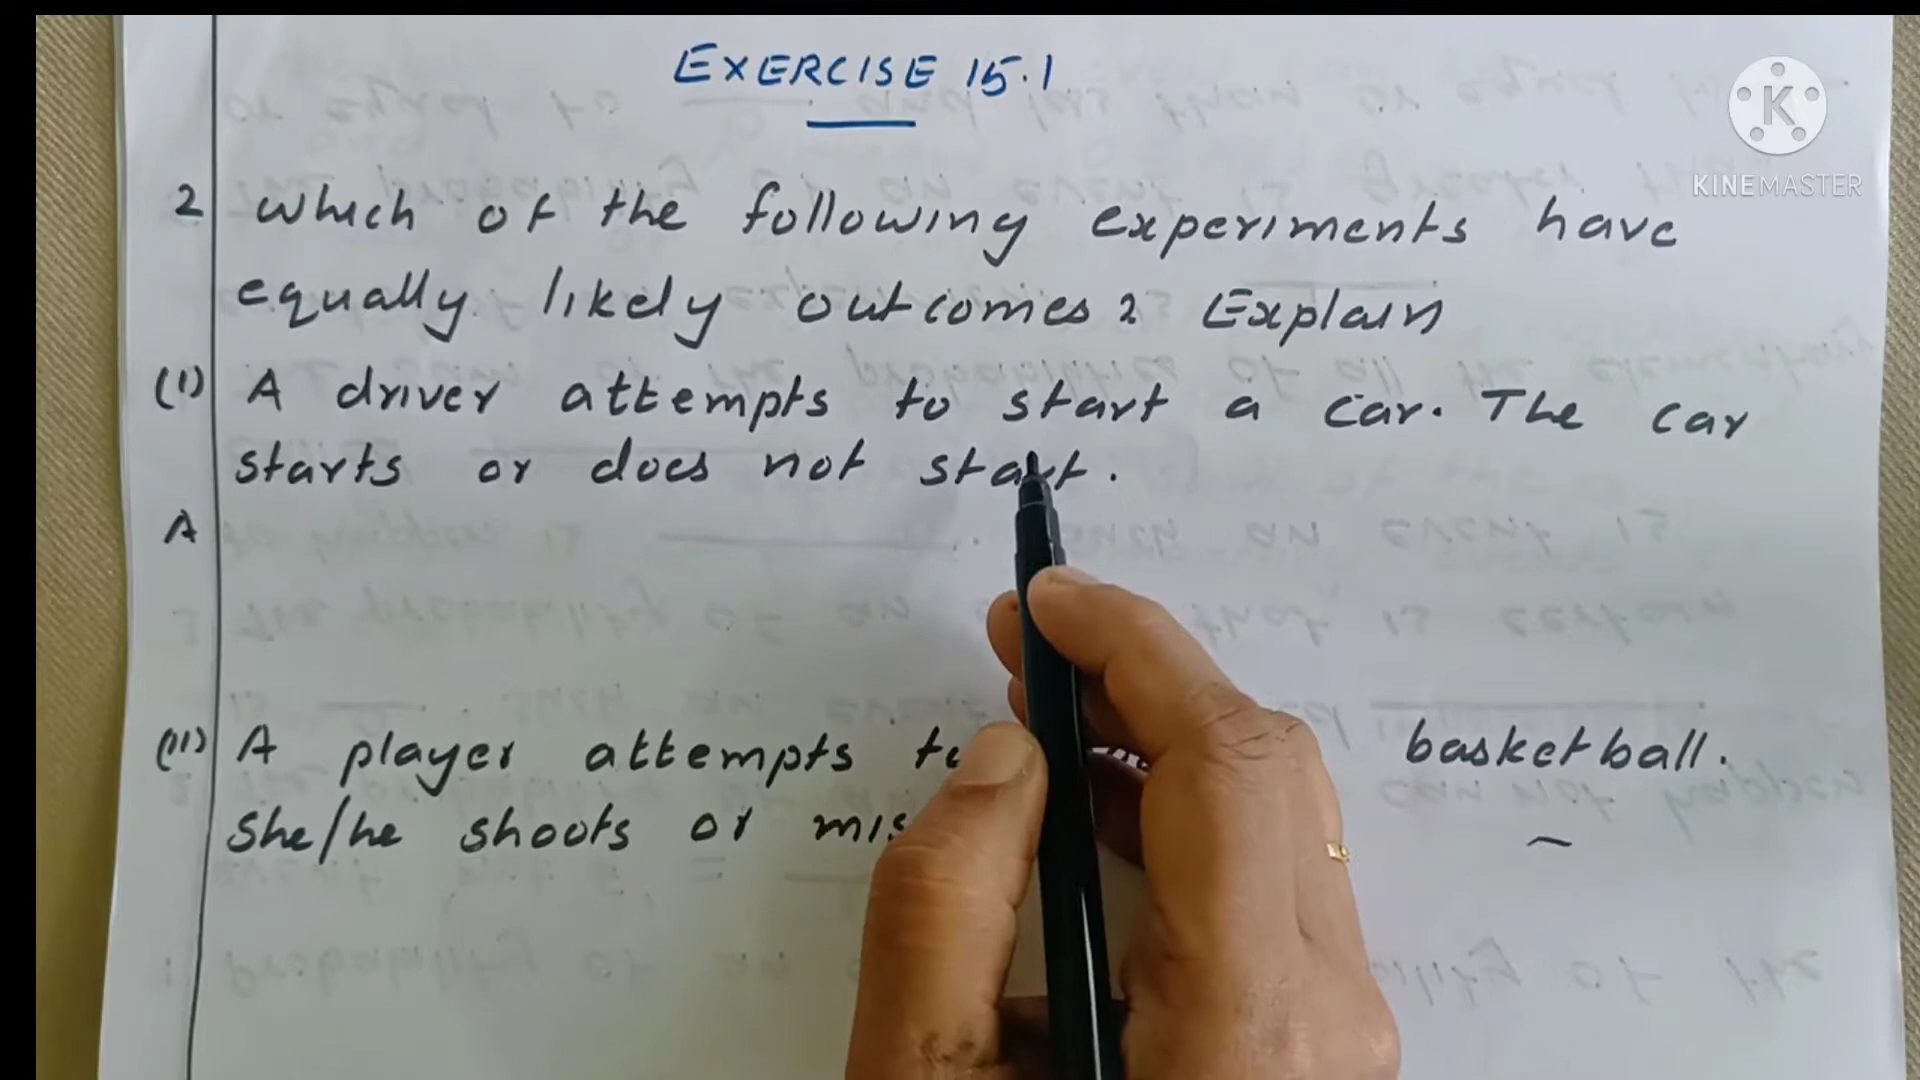 EXERCISE 15.1
KINEMASTER
2 which of the following experiments have
equally likely outcomes? Explain
(i) A driver attempts to start a car. The car
starts or does not start.
A
(ii) A player attempts to basketball.
She/he shoots or